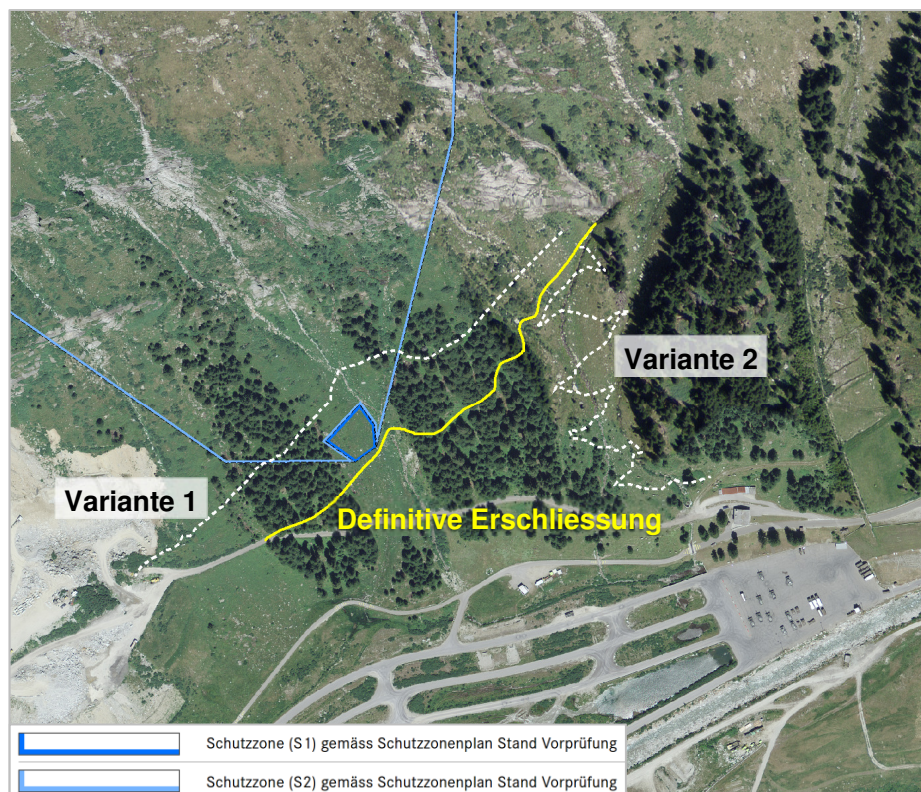 Variante 2
Variante 1
Definitive Erschliessung
Schutzzone (S1) gemäss Schutzzonenplan Stand Vorprüfung
Schutzzone (S2) gemäss Schutzzonenplan Stand Vorprüfung